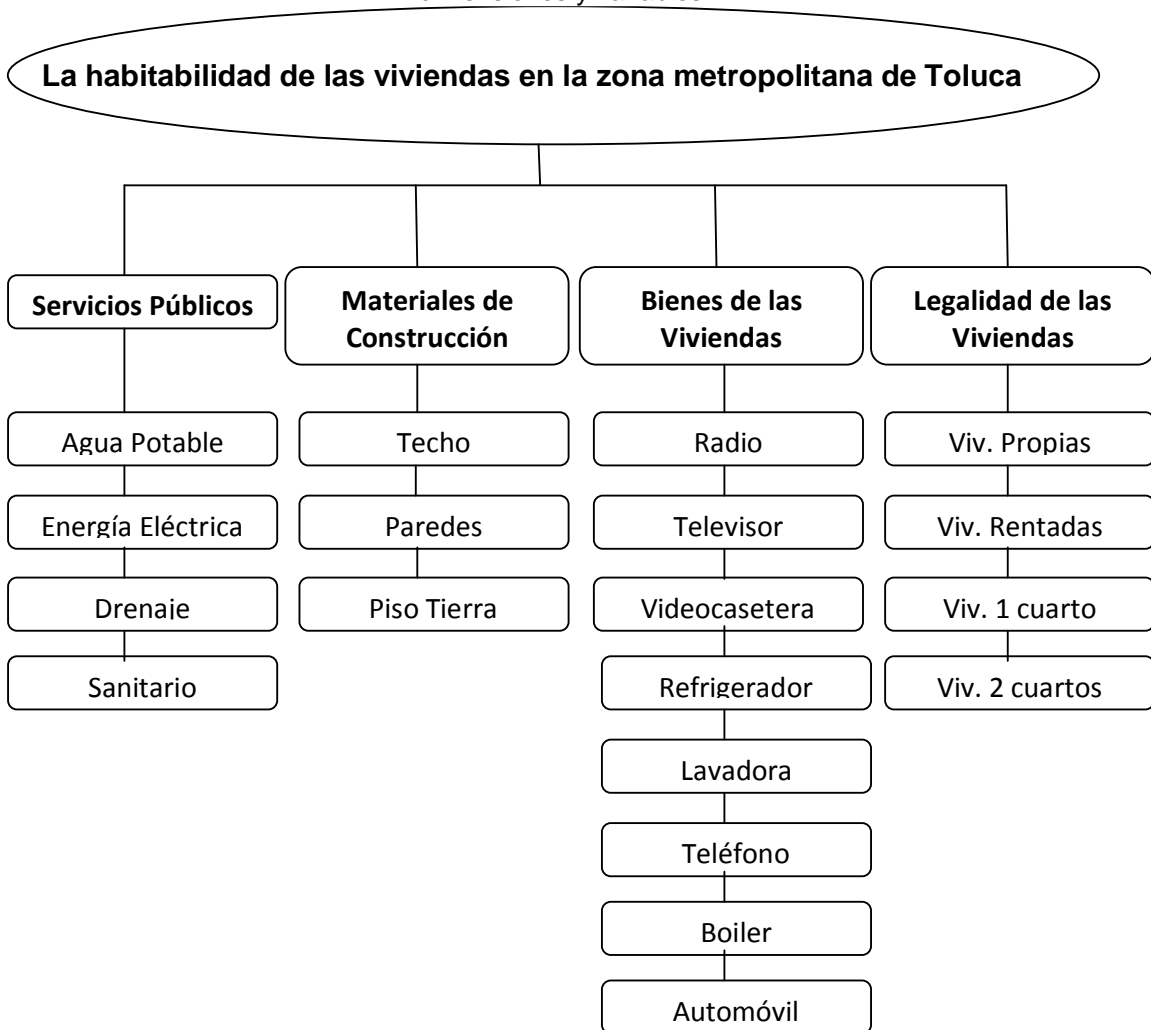 La habitabilidad de las viviendas en la zona metropolitana de Toluca
Servicios Públicos
Agua Potable
Energía Eléctrica
Drenaje
Sanitario
Materiales de
Construcción
Techo
Paredes
Piso Tierra
Bienes de las
Viviendas
Radio
Televisor
Videocasetera
Refrigerador
Lavadora
Teléfono
Boiler
Automóvil
Legalidad de las
Viviendas
Viv. Propias
Viv. Rentadas
Viv. 1 cuarto
Viv. 2 cuartos